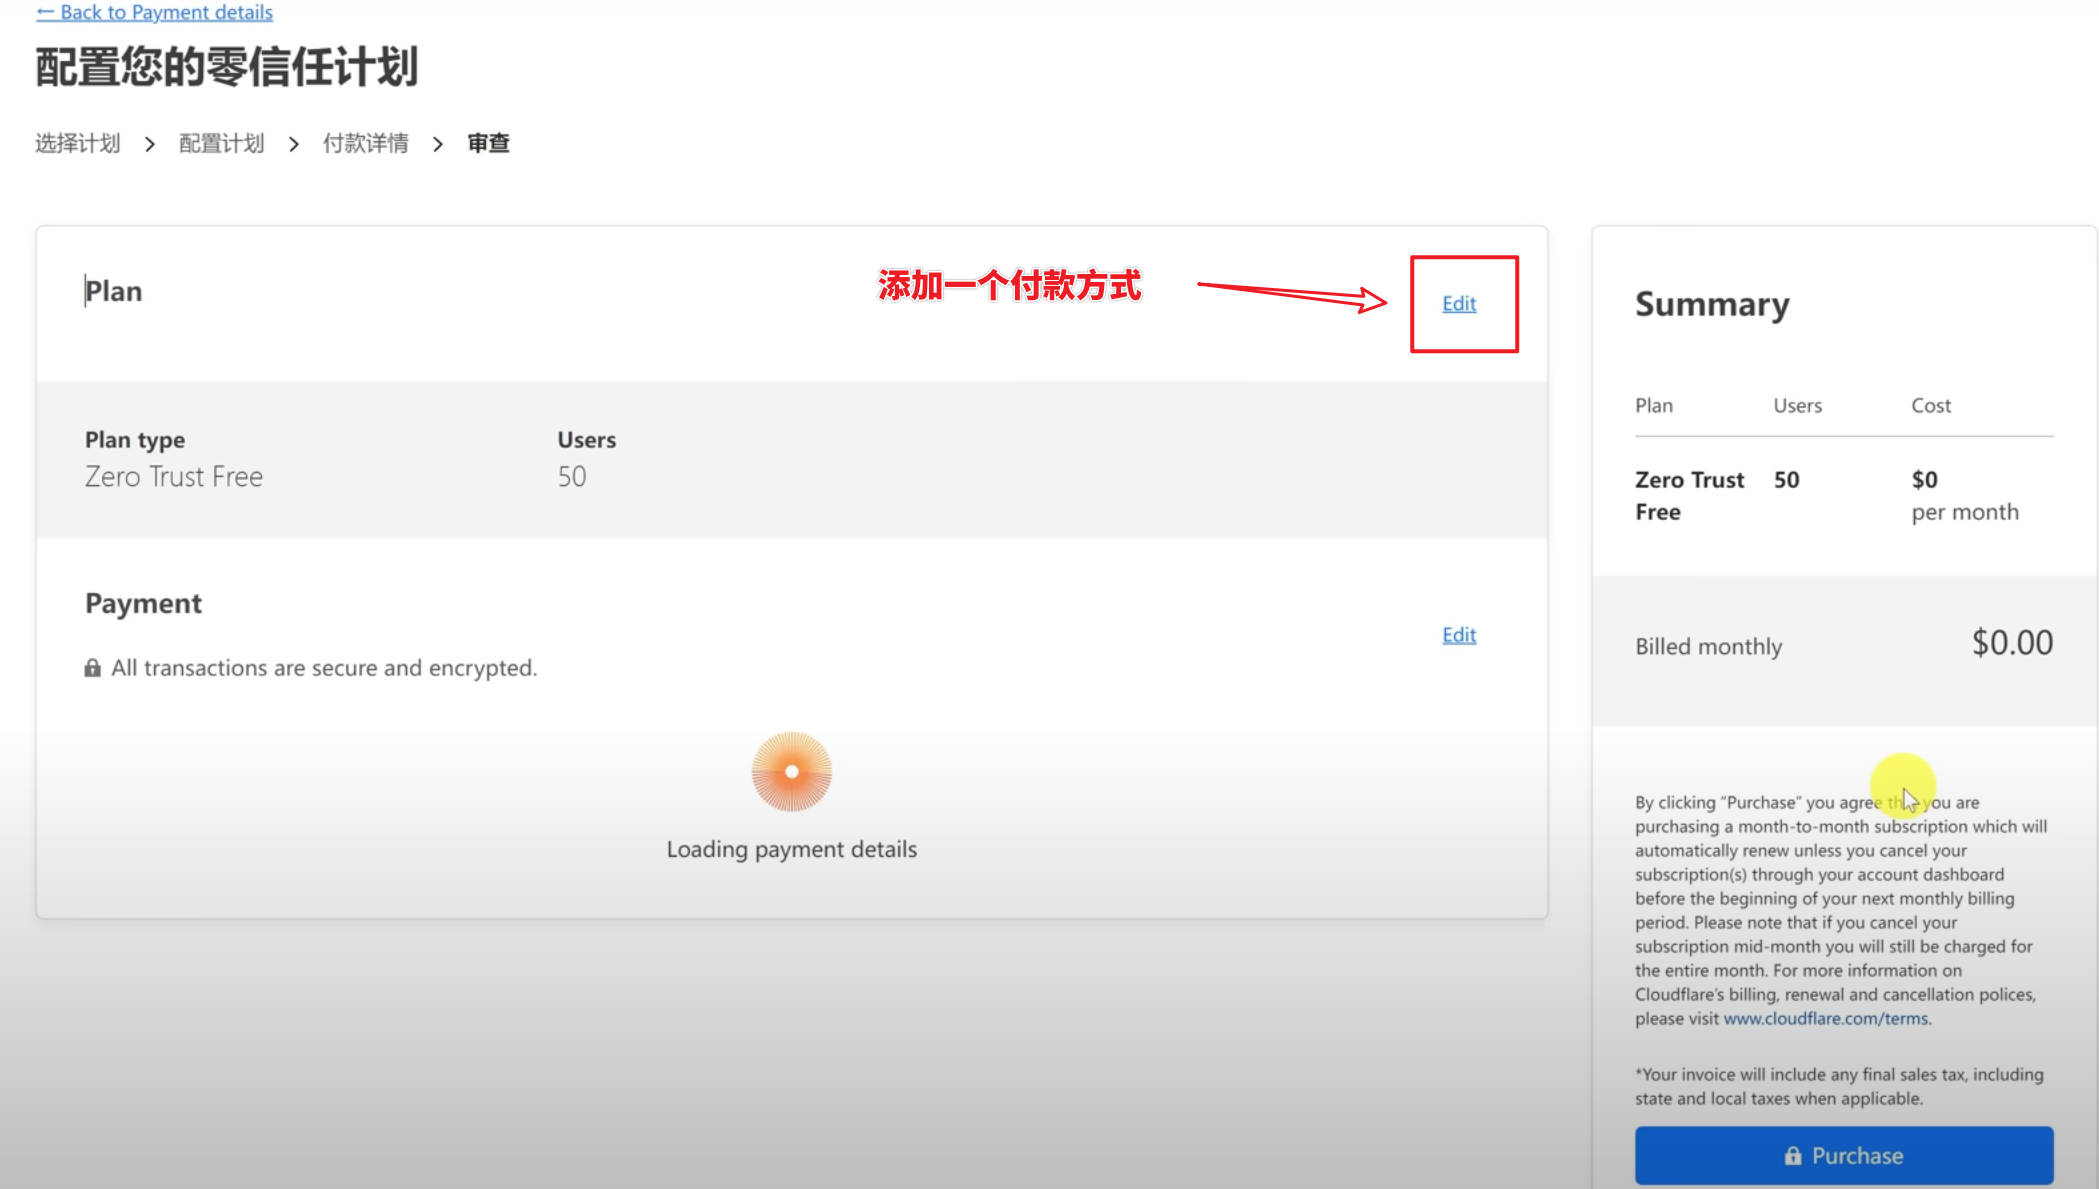 ← Back to Payment details
配置您的零信任计划
选择计划 > 配置计划 > 付款详情 > 审查
Plan
添加一个付款方式
Edit
Plan type
Zero Trust Free
Users
50
Payment
Edit
All transactions are secure and encrypted.
Loading payment details
Summary
Plan Users Cost
Zero Trust 50 $0
Free per month
Billed monthly $0.00
By clicking “Purchase” you agree that you are
purchasing a month-to-month subscription which will
automatically renew unless you cancel your
subscription(s) through your account dashboard
before the beginning of your next monthly billing
period. Please note that if you cancel your
subscription mid-month you will still be charged for
the entire month. For more information on
Cloudflare's billing, renewal and cancellation polices,
please visit www.cloudflare.com/terms.
*Your invoice will include any final sales tax, including
state and local taxes when applicable.
Purchase